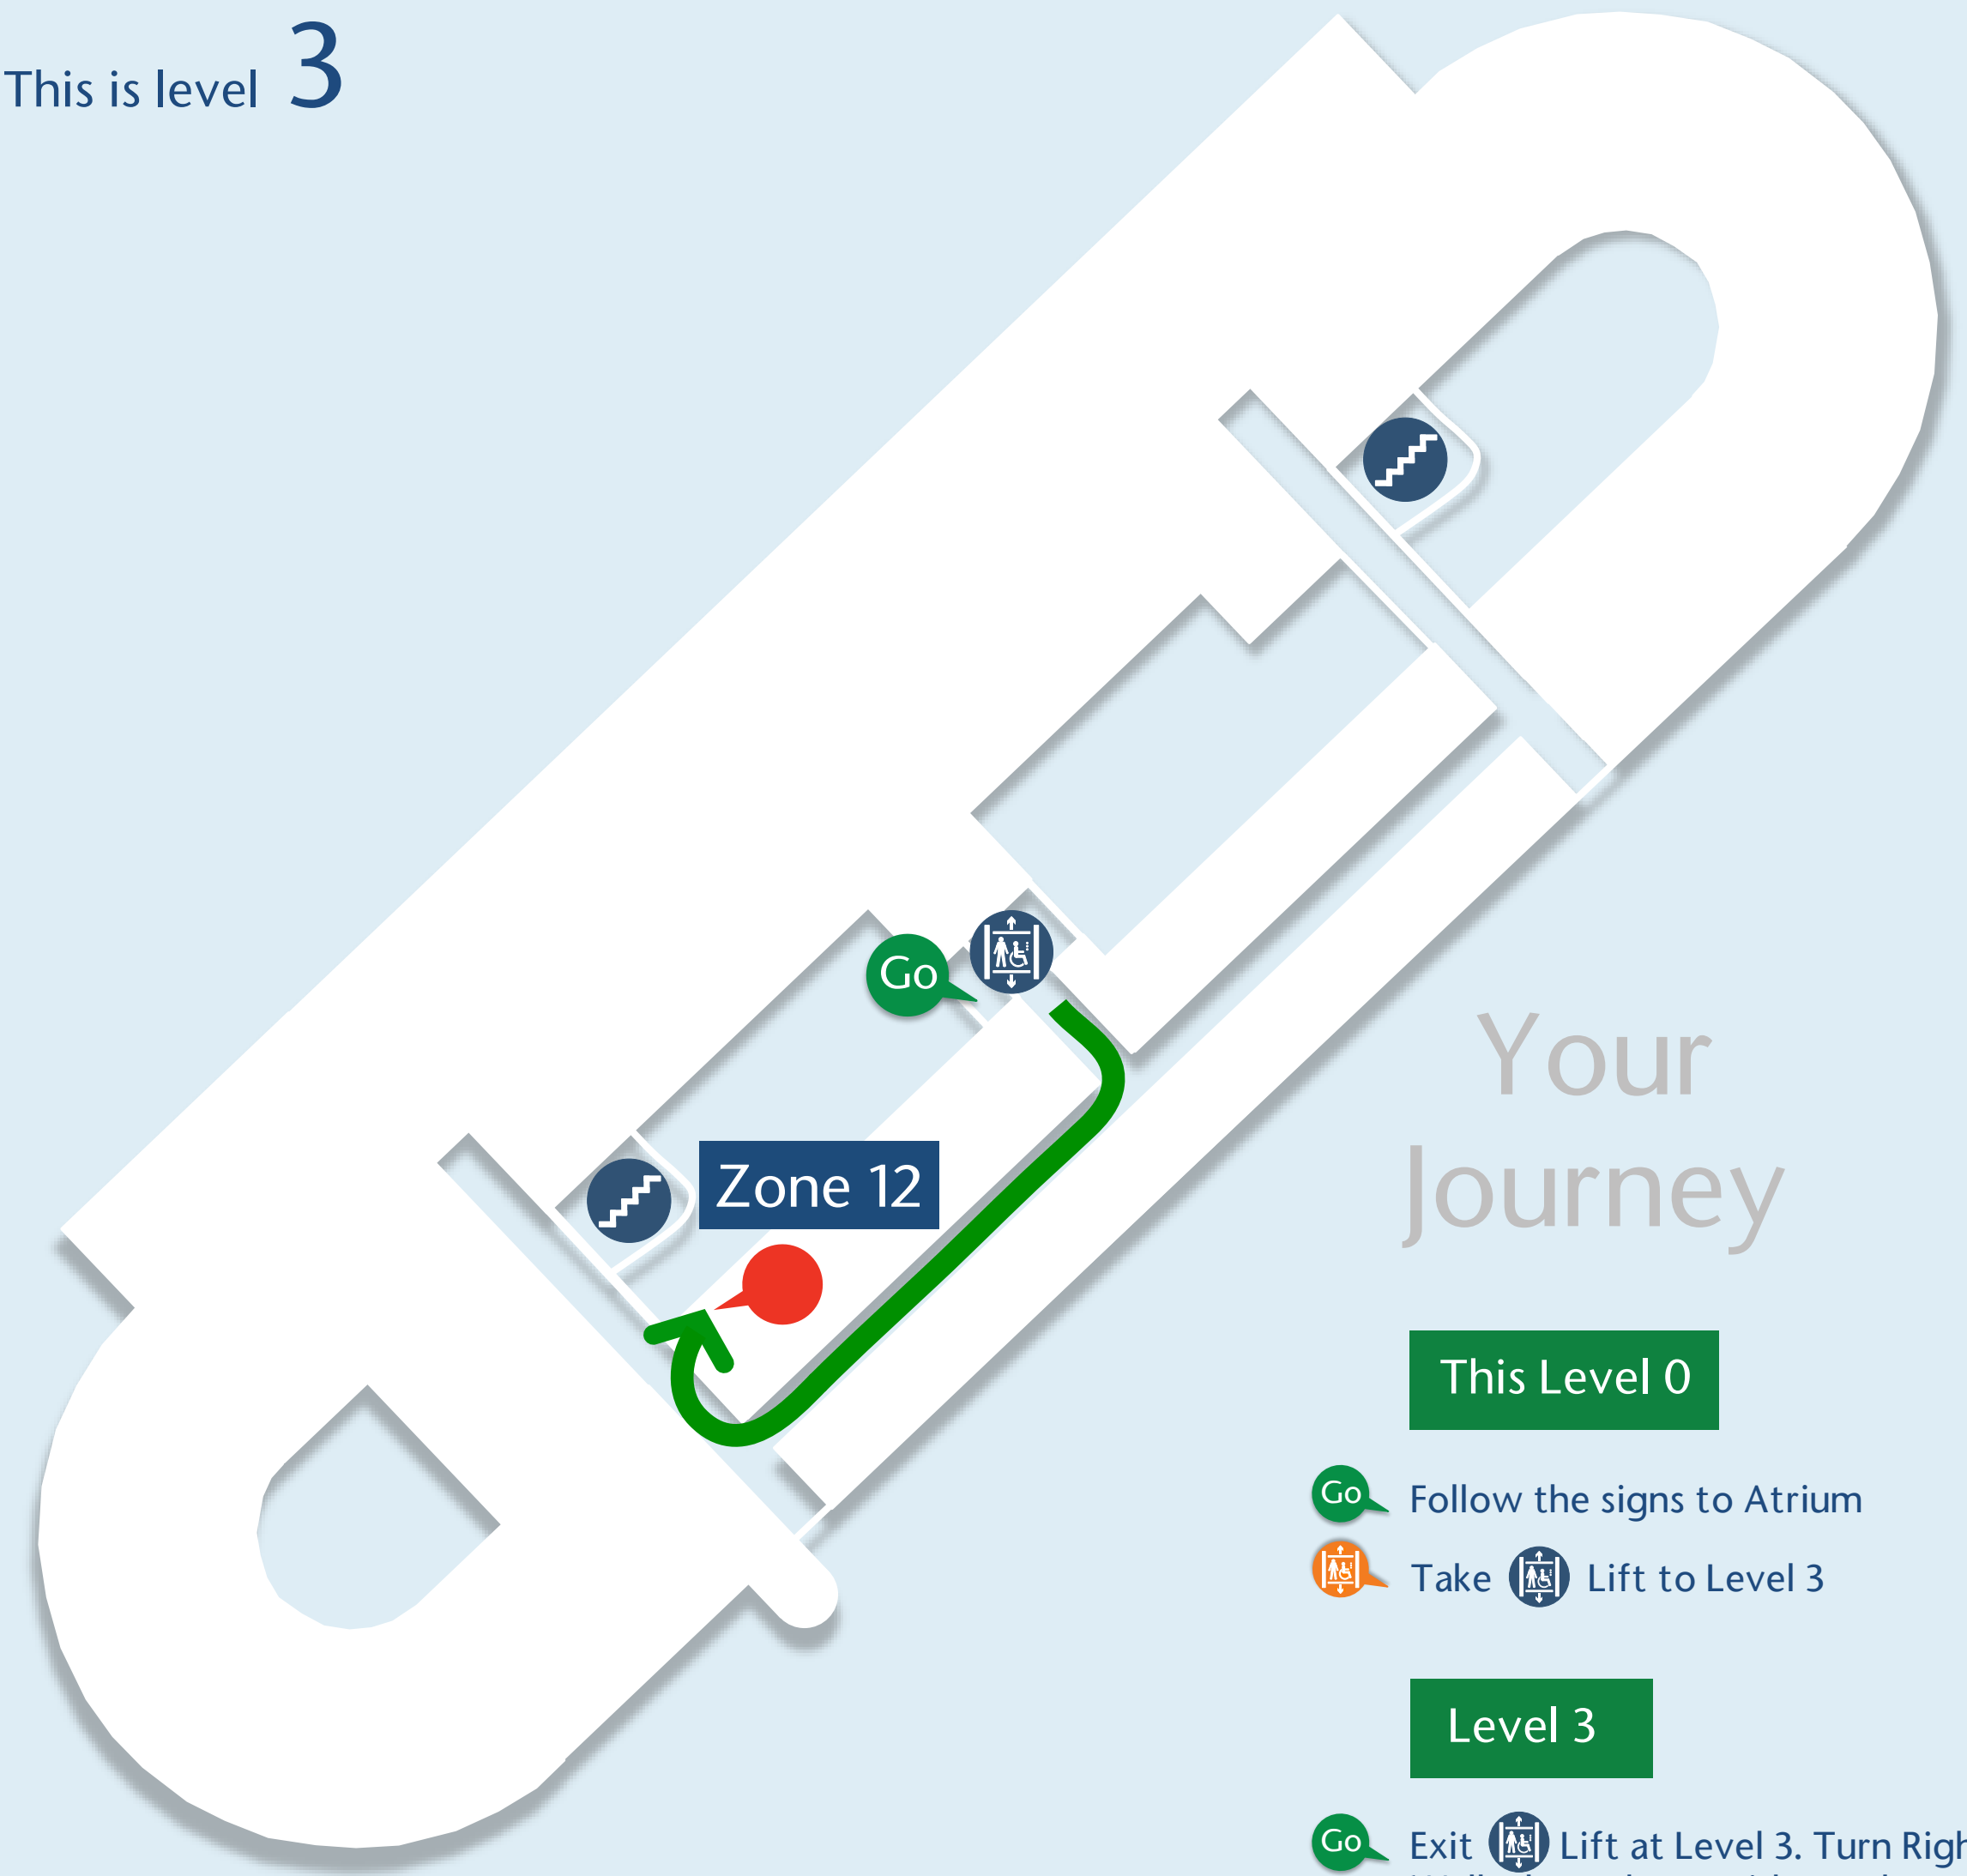 This is level 3
Go
Zone 12
Your
Journey
This Level 0
Go Follow the signs to Atrium
Take Lift to Level 3
Level 3
Go Exit Lift at Level 3. Turn